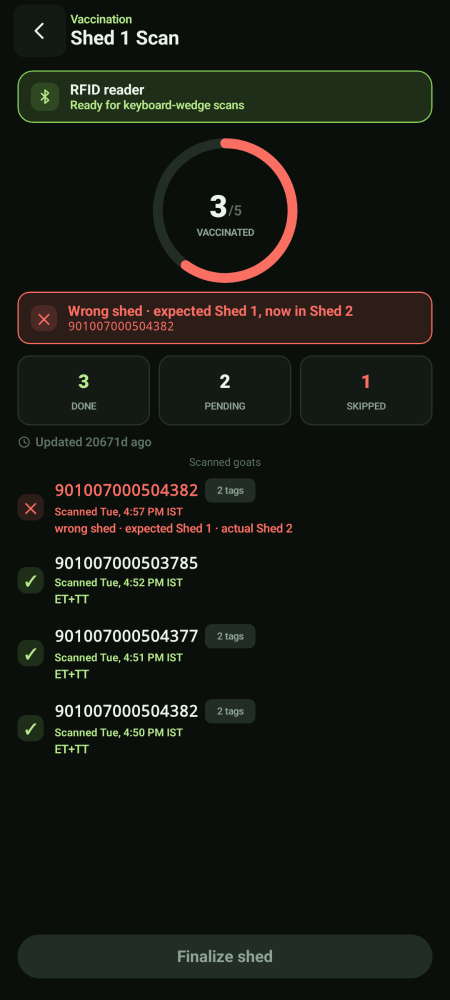 Vaccination
Shed 1 Scan
RFID reader
Ready for keyboard-wedge scans
3/5
VACCINATED
Wrong shed · expected Shed 1, now in Shed 2
901007000504382
3
DONE
2
PENDING
1
SKIPPED
Updated 20671d ago
Scanned goats
901007000504382 2 tags
Scanned Tue, 4:57 PM IST
wrong shed · expected Shed 1 · actual Shed 2
901007000503785
Scanned Tue, 4:52 PM IST
ET+TT
901007000504377 2 tags
Scanned Tue, 4:51 PM IST
ET+TT
901007000504382 2 tags
Scanned Tue, 4:50 PM IST
ET+TT
Finalize shed